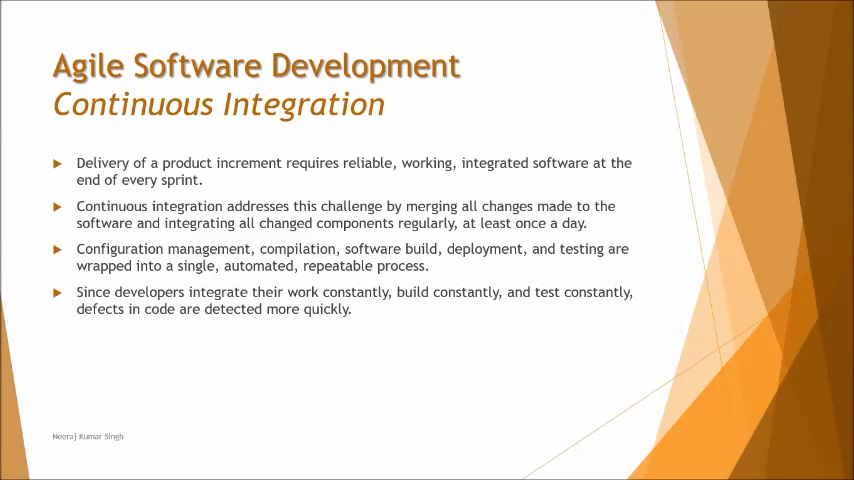 Agile Software Development
Continuous Integration
Delivery of a product increment requires reliable, working, integrated software at the
end of every sprint.
Continuous integration addresses this challenge by merging all changes made to the
software and integrating all changed components regularly, at least once a day.
Configuration management, compilation, software build, deployment, and testing are
wrapped into a single, automated, repeatable process.
Since developers integrate their work constantly, build constantly, and test constantly,
defects in code are detected more quickly.
Neeraj Kumar Singh